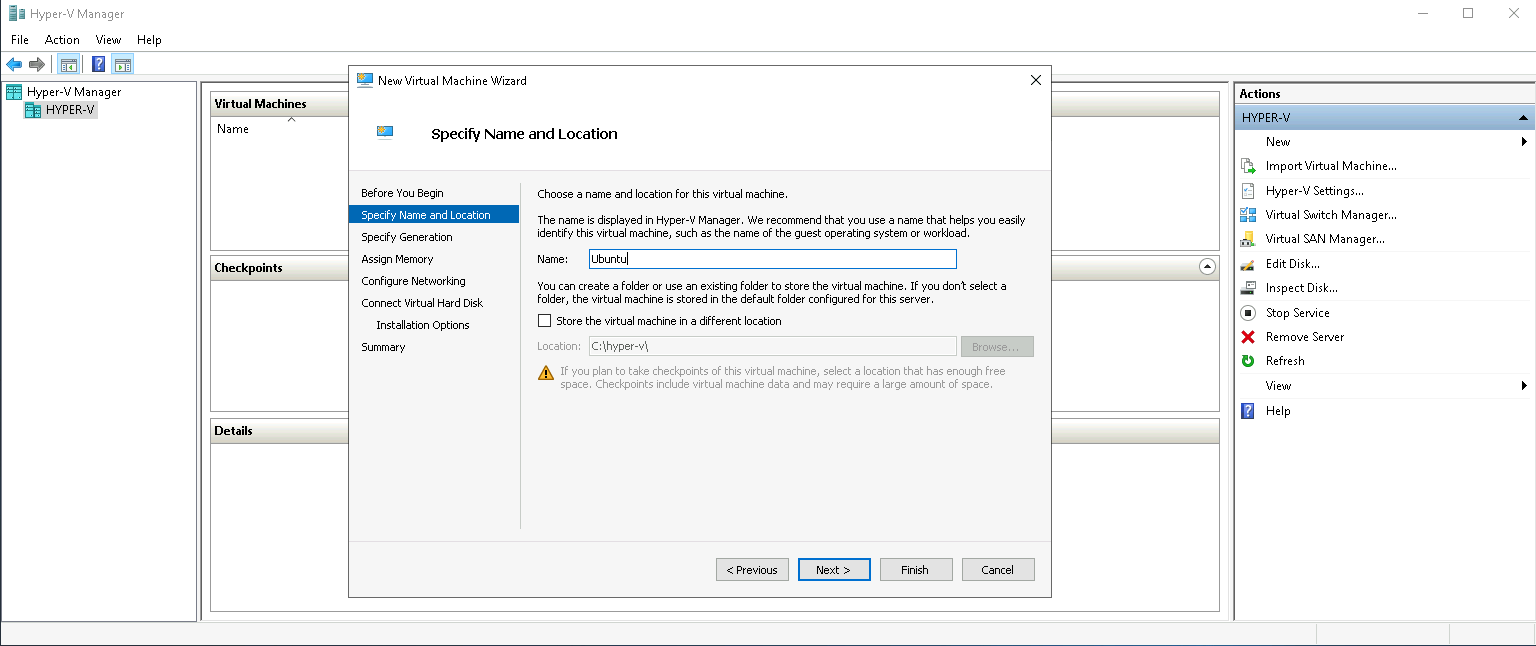 Hyper-V Manager
File Action View Help
Hyper-V Manager
HYPER-V
Virtual Machines
Name
Checkpoints
Details
New Virtual Machine Wizard
Specify Name and Location
Before You Begin
Specify Name and Location
Specify Generation
Assign Memory
Configure Networking
Connect Virtual Hard Disk
Installation Options
Summary
Choose a name and location for this virtual machine.
The name is displayed in Hyper-V Manager. We recommend that you use a name that helps you easily
identify this virtual machine, such as the name of the guest operating system or workload.
Name: Ubuntu
You can create a folder or use an existing folder to store the virtual machine. If you don't select a
folder, the virtual machine is stored in the default folder configured for this server.
Store the virtual machine in a different location
Location: C:\hyper-v\ Browse...
If you plan to take checkpoints of this virtual machine, select a location that has enough free
space. Checkpoints include virtual machine data and may require a large amount of space.
< Previous Next > Finish Cancel
Actions
HYPER-V
New
Import Virtual Machine...
Hyper-V Settings...
Virtual Switch Manager...
Virtual SAN Manager...
Edit Disk...
Inspect Disk...
Stop Service
Remove Server
Refresh
View
Help